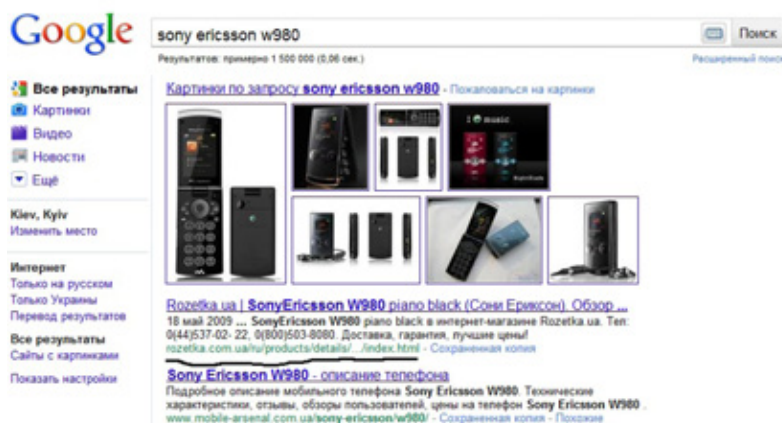 Google
sony ericsson w980
Поиск
Результатов: примерно 1 500 000 (0,06 сек.)
Расширенный поиск
Все результаты
Картинки
Видео
Новости
Ещё
Kiev, Kyiv
Изменить место
Интернет
Только на русском
Только Украины
Перевод результатов
Все результаты
Сайты с картинками
Показать настройки
Картинки по запросу sony ericsson w980 - Пожаловаться на картинки
I music
Rozetka.ua | SonyEricsson W980 piano black (Сони Ериксон). Обзор ...
18 май 2009 ... SonyEricsson W980 piano black в интернет-магазине Rozetka.ua. Тел:
0(44)537-02- 22, 0(800)503-8080. Доставка, гарантия, лучшие цены!
rozetka.com.ua/ru/products/details/.../index.html - Сохраненная копия
Sony Ericsson W980 - описание телефона
Подробное описание мобильного телефона Sony Ericsson W980. Технические
характеристики, отзывы, обзоры пользователей, цены на телефон Sony Ericsson W980 .
www.mobile-arsenal.com.ua/sony-ericsson/w980/ - Сохраненная копия - Похожие